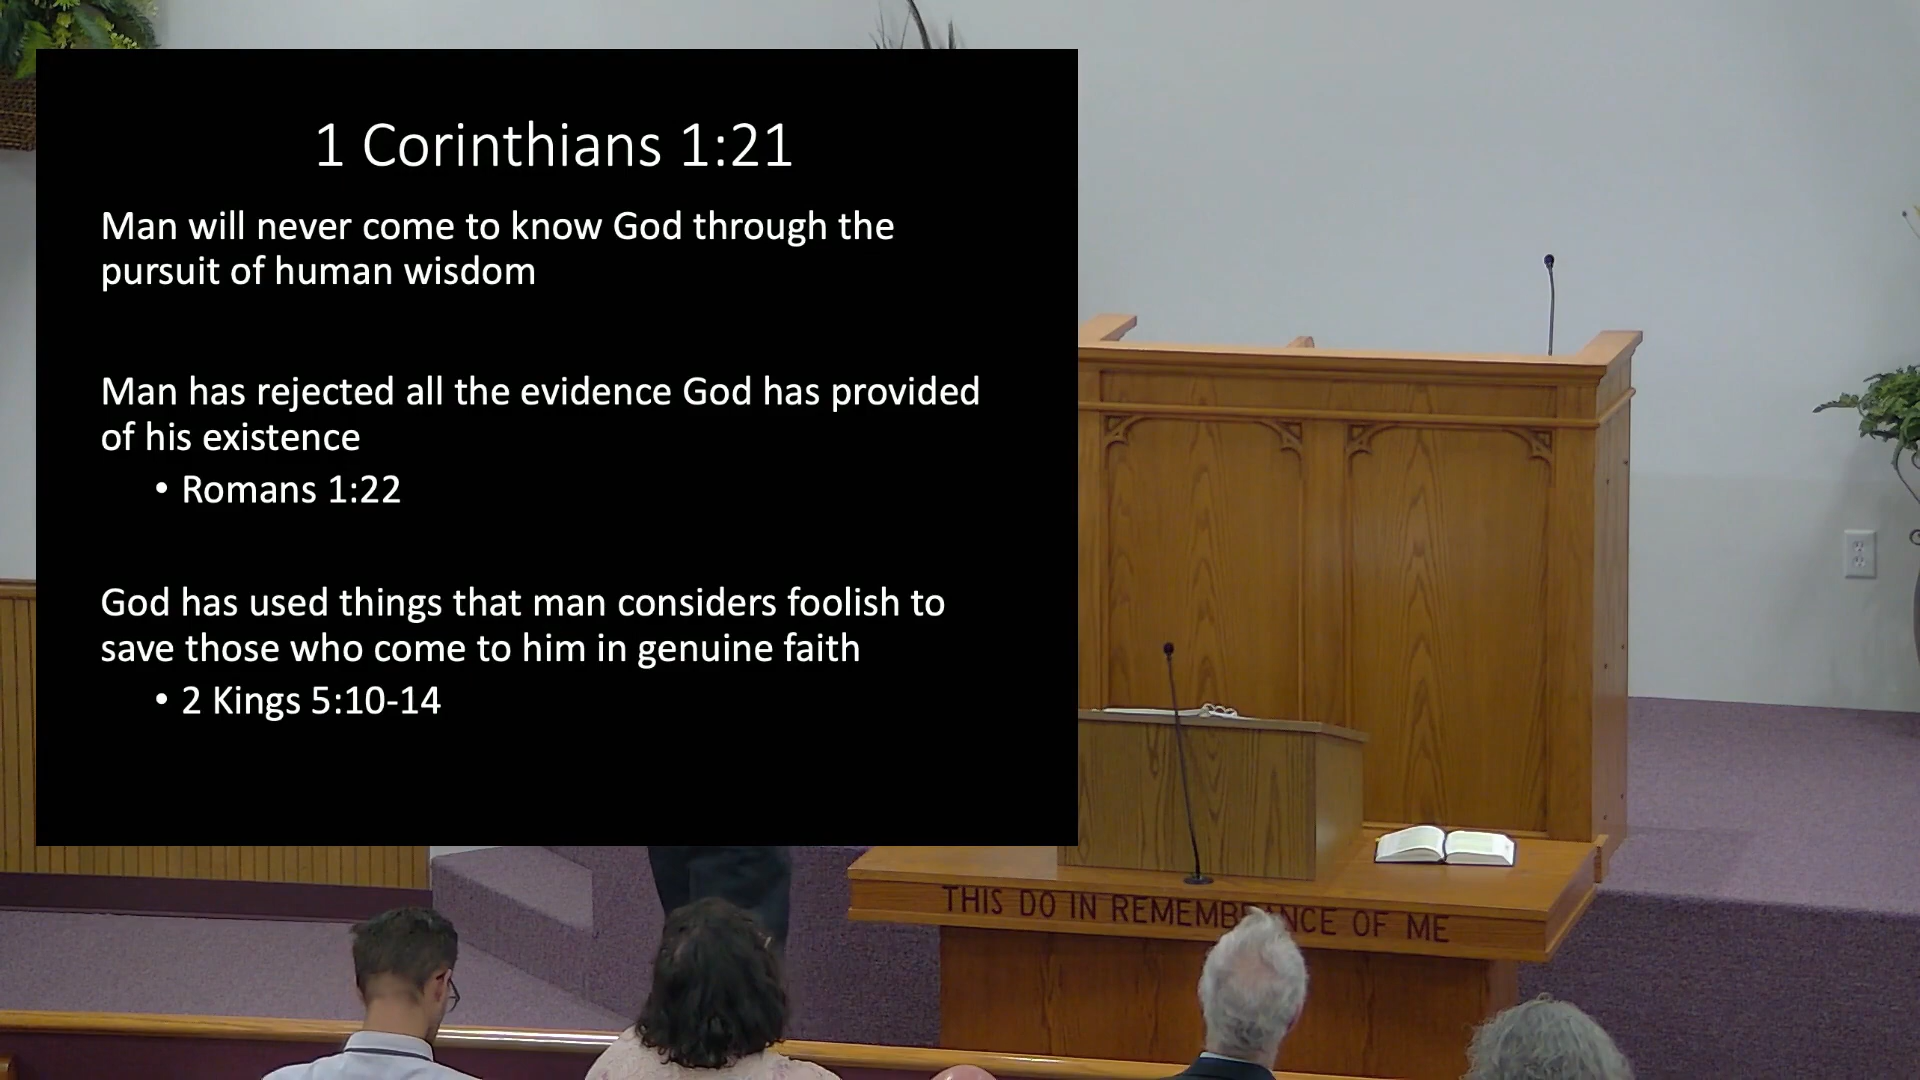 1 Corinthians 1:21
Man will never come to know God through the
pursuit of human wisdom
Man has rejected all the evidence God has provided
of his existence
• Romans 1:22
God has used things that man considers foolish to
save those who come to him in genuine faith
• 2 Kings 5:10-14
THIS DO IN REMEMBRANCE OF ME